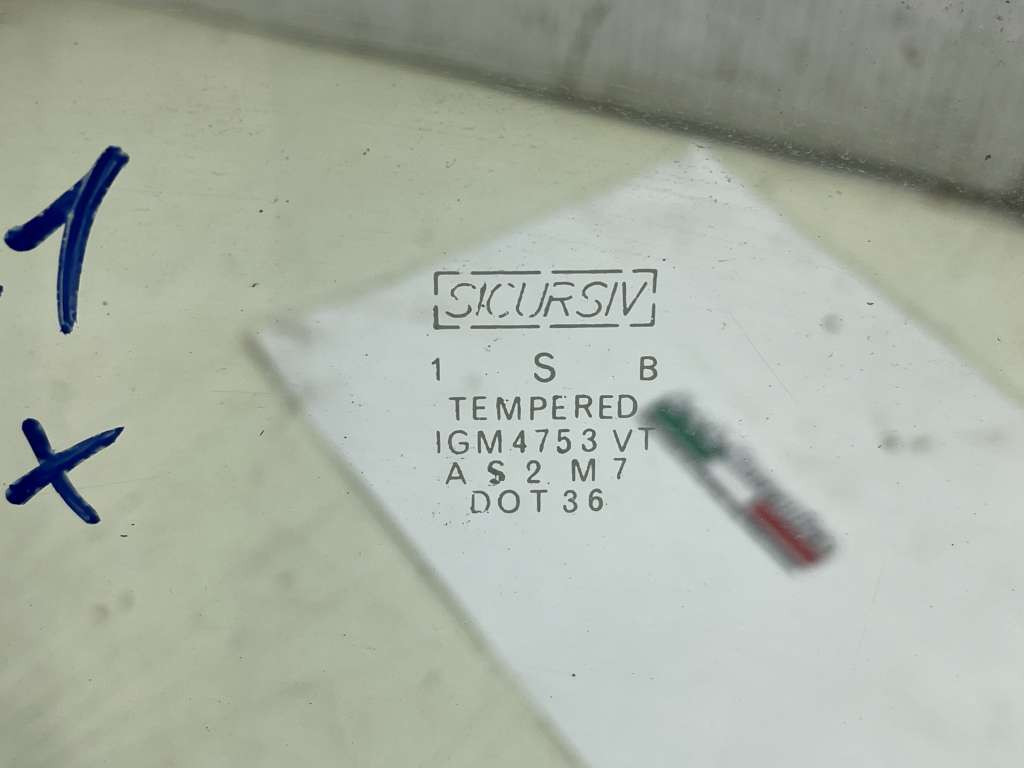 1
x
SICURSIV
1 S B
TEMPERED
IGM4753 VT
A S 2 M 7
DOT 36